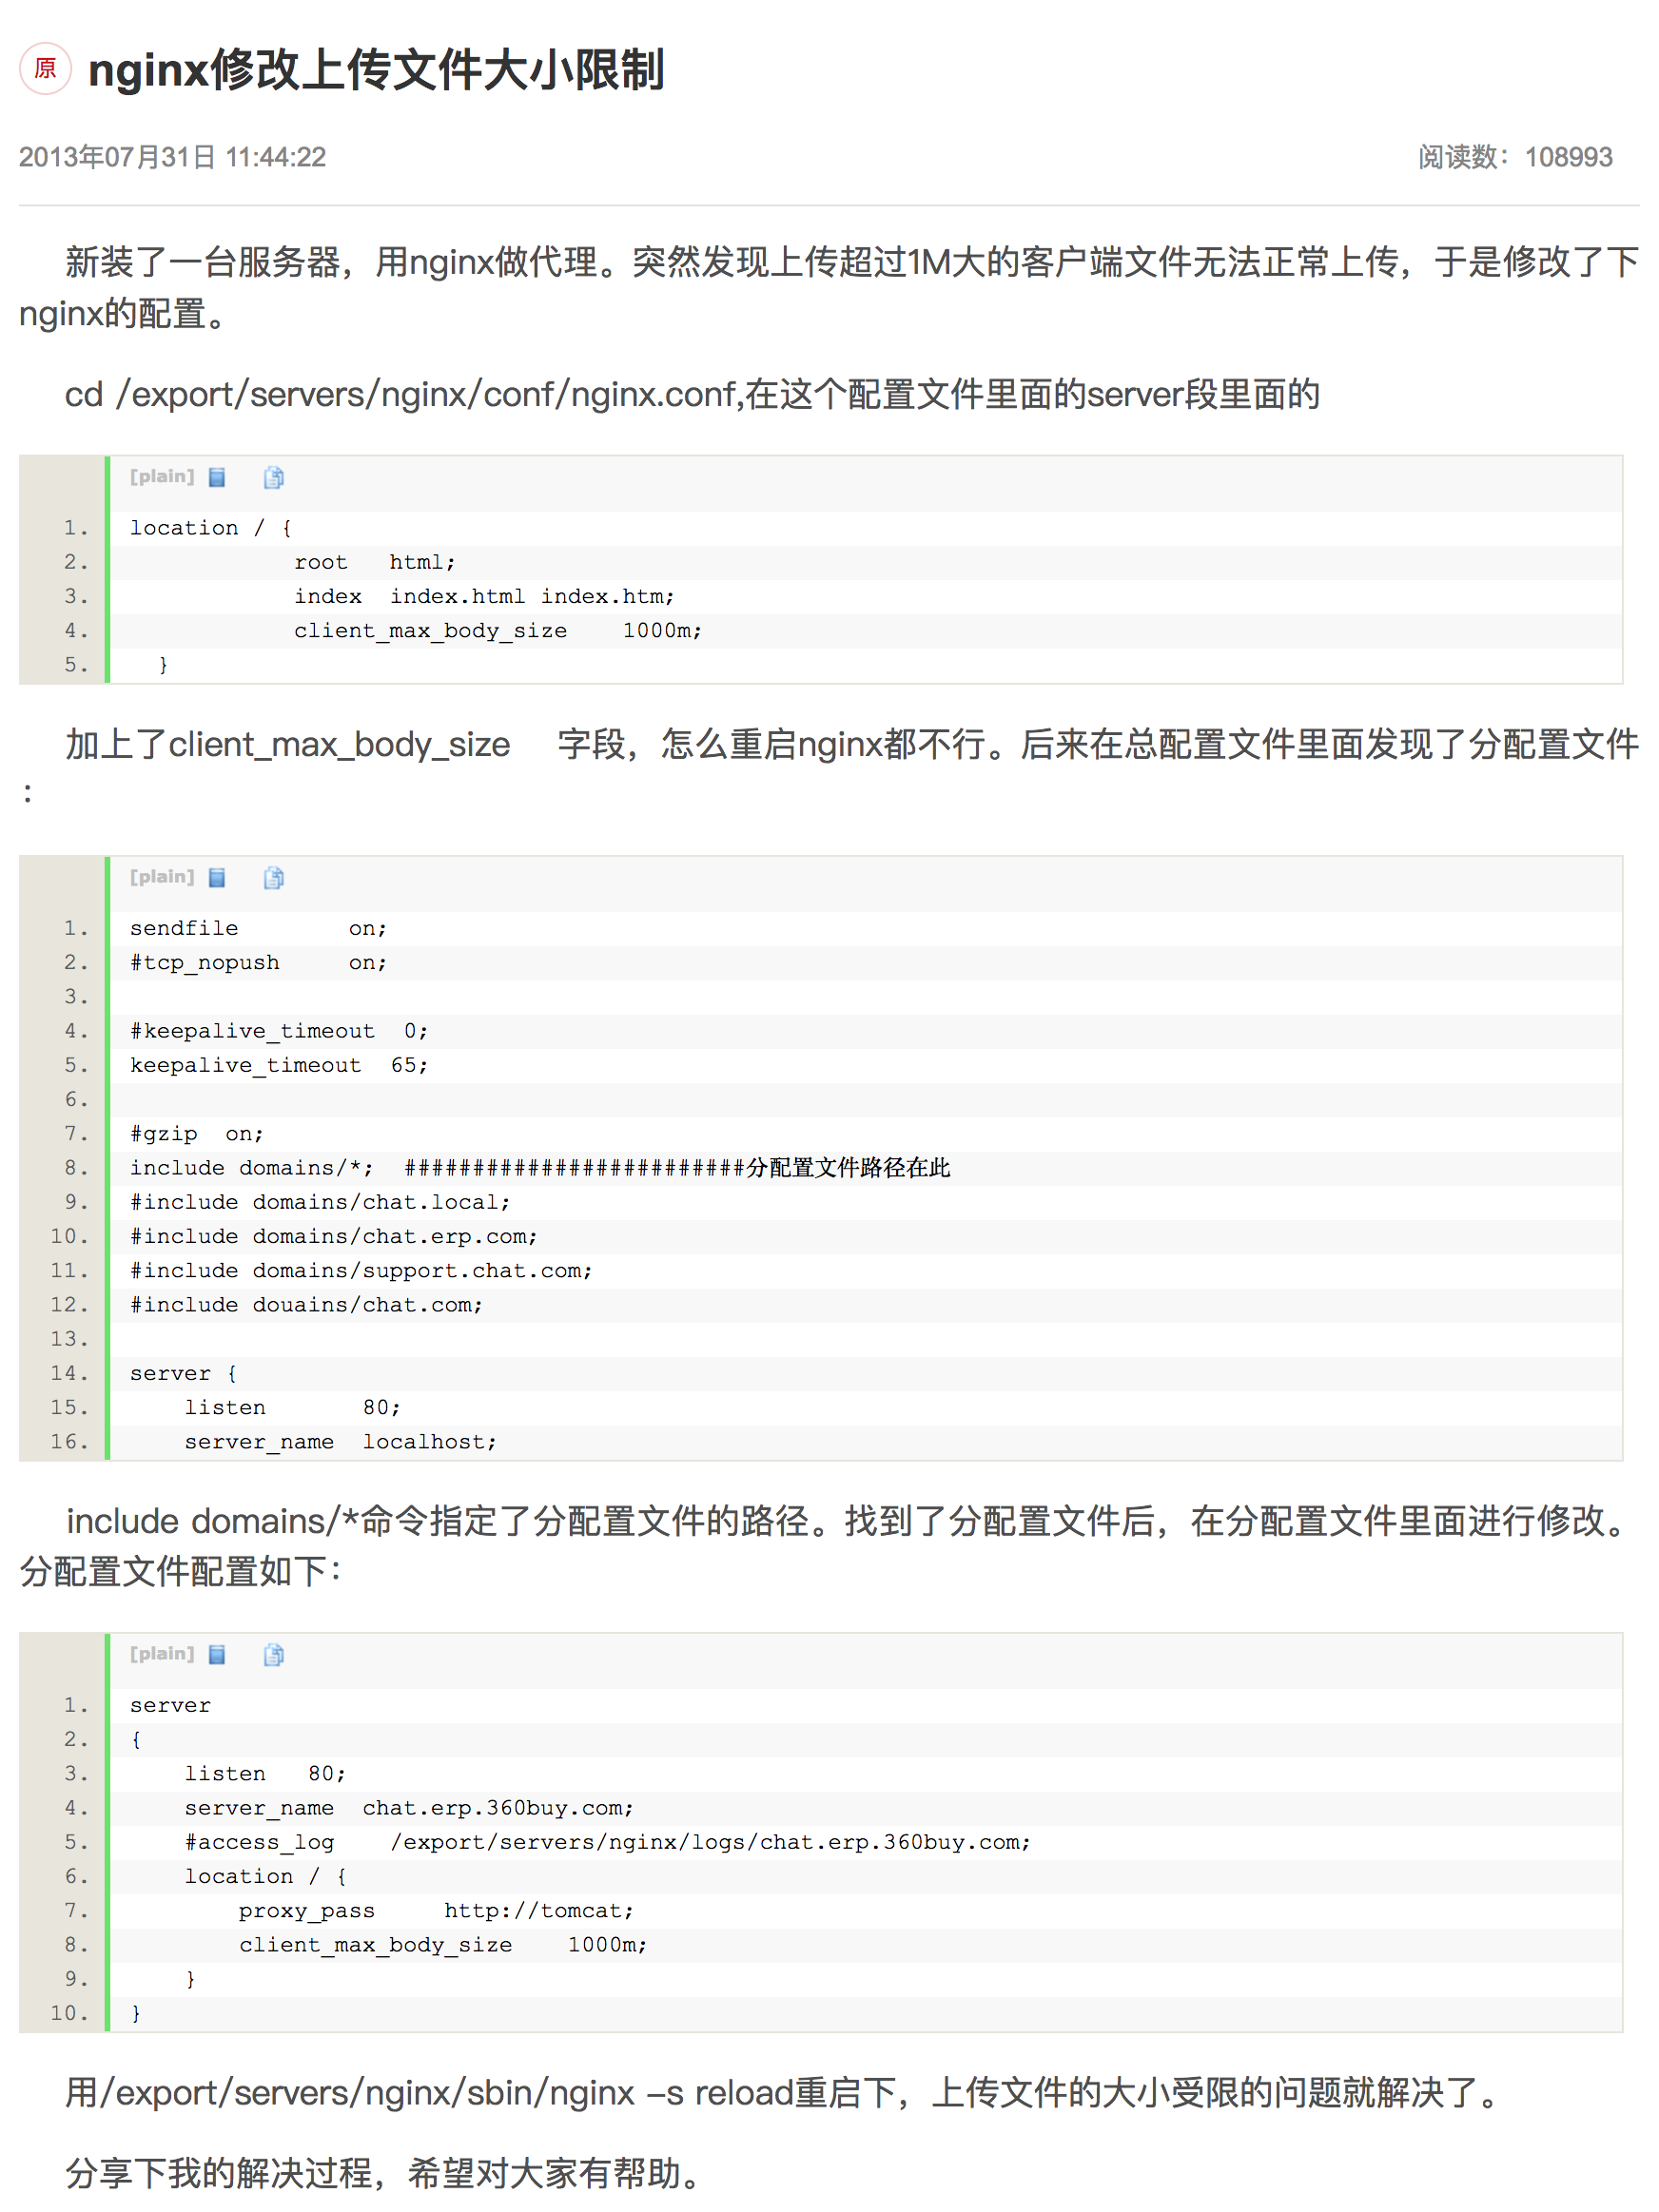 原 nginx修改上传文件大小限制
2013年07月31日 11:44:22 阅读数：108993
新装了一台服务器，用nginx做代理。突然发现上传超过1M大的客户端文件无法正常上传，于是修改了下
nginx的配置。
cd /export/servers/nginx/conf/nginx.conf,在这个配置文件里面的server段里面的
[plain]
1. location / {
2.             root   html;
3.             index  index.html index.htm;
4.             client_max_body_size    1000m;
5.   }
加上了client_max_body_size 字段，怎么重启nginx都不行。后来在总配置文件里面发现了分配置文件
：
[plain]
1. sendfile        on;
2. #tcp_nopush     on;
3.
4. #keepalive_timeout  0;
5. keepalive_timeout  65;
6.
7. #gzip  on;
8. include domains/*;  #########################分配置文件路径在此
9. #include domains/chat.local;
10. #include domains/chat.erp.com;
11. #include domains/support.chat.com;
12. #include douains/chat.com;
13.
14. server {
15.     listen       80;
16.     server_name  localhost;
include domains/*命令指定了分配置文件的路径。找到了分配置文件后，在分配置文件里面进行修改。
分配置文件配置如下：
[plain]
1. server
2. {
3.     listen   80;
4.     server_name  chat.erp.360buy.com;
5.     #access_log    /export/servers/nginx/logs/chat.erp.360buy.com;
6.     location / {
7.         proxy_pass     http://tomcat;
8.         client_max_body_size    1000m;
9.     }
10. }
用/export/servers/nginx/sbin/nginx –s reload重启下，上传文件的大小受限的问题就解决了。
分享下我的解决过程，希望对大家有帮助。